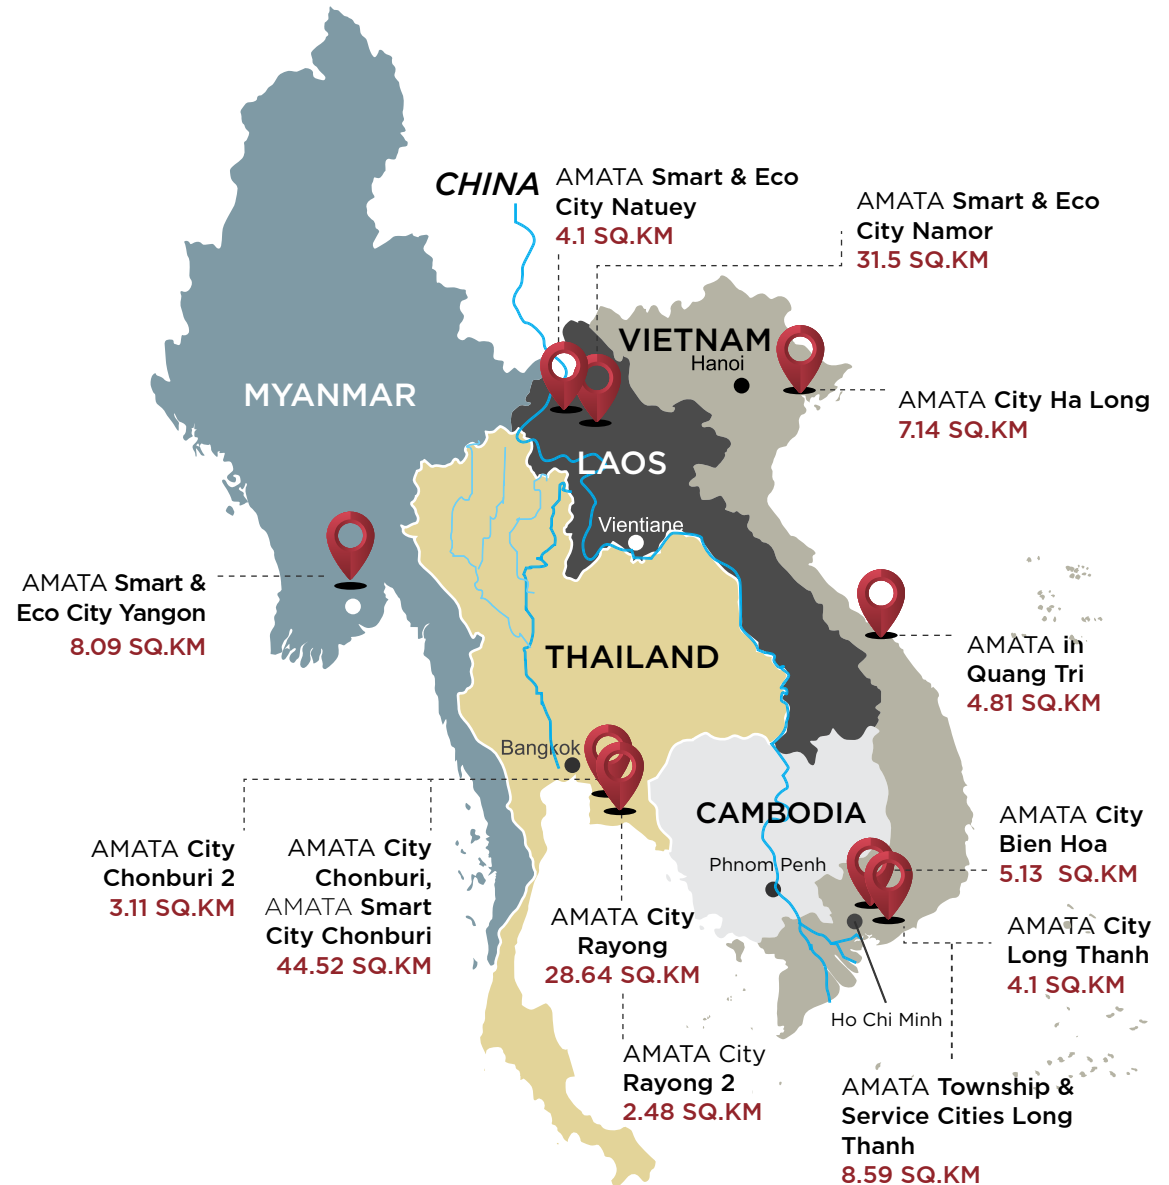 CHINA
AMATA Smart & Eco
City Natuey
4.1 SQ.KM
AMATA Smart & Eco
City Namor
31.5 SQ.KM
VIETNAM
Hanoi
MYANMAR
AMATA City Ha Long
7.14 SQ.KM
LAOS
Vientiane
AMATA Smart &
Eco City Yangon
8.09 SQ.KM
THAILAND
AMATA in
Quang Tri
4.81 SQ.KM
Bangkok
CAMBODIA
Phnom Penh
AMATA City
Bien Hoa
5.13 SQ.KM
AMATA City
Chonburi 2
3.11 SQ.KM
AMATA City
Chonburi,
AMATA Smart
City Chonburi
44.52 SQ.KM
AMATA City
Rayong
28.64 SQ.KM
AMATA City
Long Thanh
4.1 SQ.KM
Ho Chi Minh
AMATA City
Rayong 2
2.48 SQ.KM
AMATA Township &
Service Cities Long
Thanh
8.59 SQ.KM